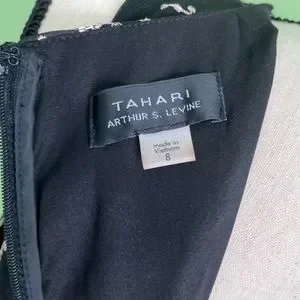 TAHARI
ARTHUR S. LEVINE
made in
Vietnam
8